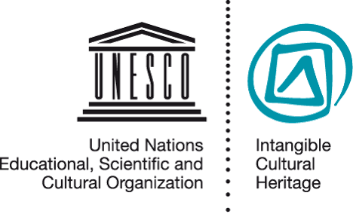 UNESCO
United Nations
Educational, Scientific and
Cultural Organization
Intangible
Cultural
Heritage